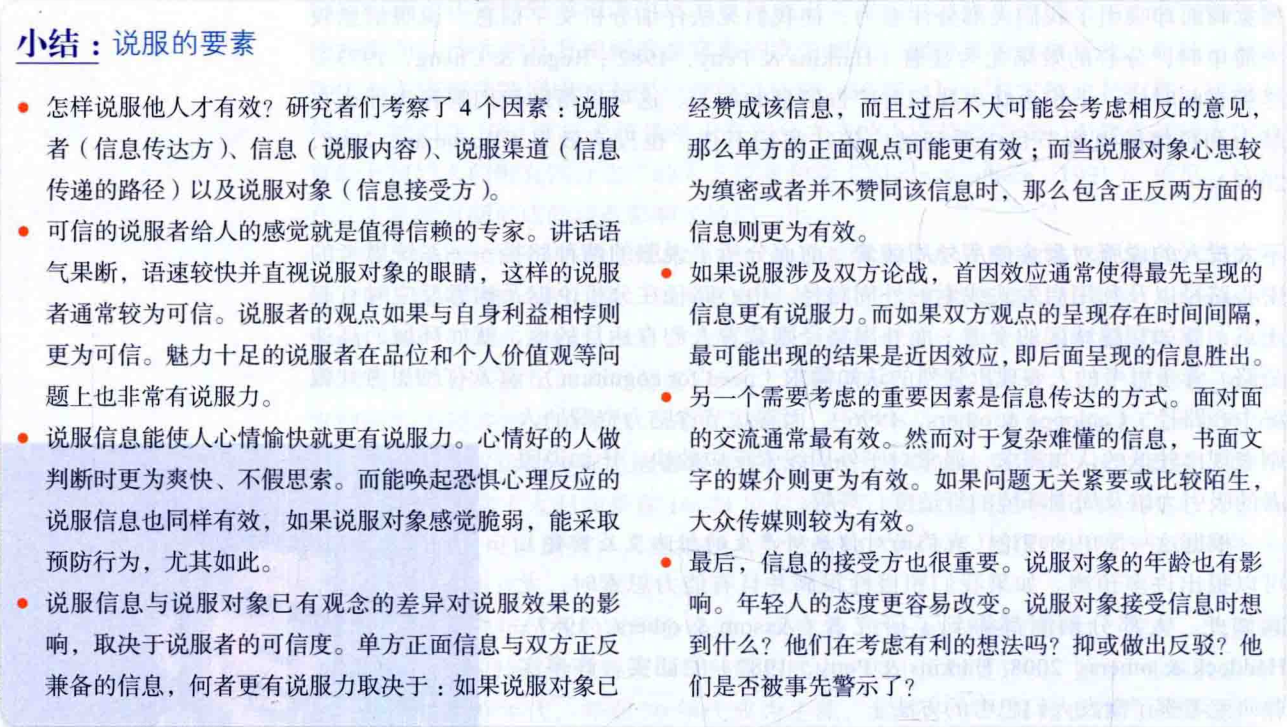 小结：说服的要素
• 怎样说服他人才有效？研究者们考察了 4 个因素：说服
者（信息传达方）、信息（说服内容）、说服渠道（信息
传递的路径）以及说服对象（信息接受方）。
• 可信的说服者给人的感觉就是值得信赖的专家。讲话语
气果断，语速较快并直视说服对象的眼睛，这样的说服
者通常较为可信。说服者的观点如果与自身利益相悖则
更为可信。魅力十足的说服者在品位和个人价值观等问
题上也非常有说服力。
• 说服信息能使人心情愉快就更有说服力。心情好的人做
判断时更为爽快、不假思索。而能唤起恐惧心理反应的
说服信息也同样有效，如果说服对象感觉脆弱，能采取
预防行为，尤其如此。
• 说服信息与说服对象已有观念的差异对说服效果的影
响，取决于说服者的可信度。单方正面信息与双方正反
兼备的信息，何者更有说服力取决于：如果说服对象已
经赞成该信息，而且过后不大可能会考虑相反的意见，
那么单方的正面观点可能更有效；而当说服对象心思较
为缜密或者并不赞同该信息时，那么包含正反两方面的
信息则更为有效。
• 如果说服涉及双方论战，首因效应通常使得最先呈现的
信息更有说服力。而如果双方观点的呈现存在时间间隔，
最可能出现的结果是近因效应，即后面呈现的信息胜出。
• 另一个需要考虑的重要因素是信息传达的方式。面对面
的交流通常最有效。然而对于复杂难懂的信息，书面文
字的媒介则更为有效。如果问题无关紧要或比较陌生，
大众传媒则较为有效。
• 最后，信息的接受方也很重要。说服对象的年龄也有影
响。年轻人的态度更容易改变。说服对象接受信息时想
到什么？他们在考虑有利的想法吗？抑或做出反驳？他
们是否被事先警示了？